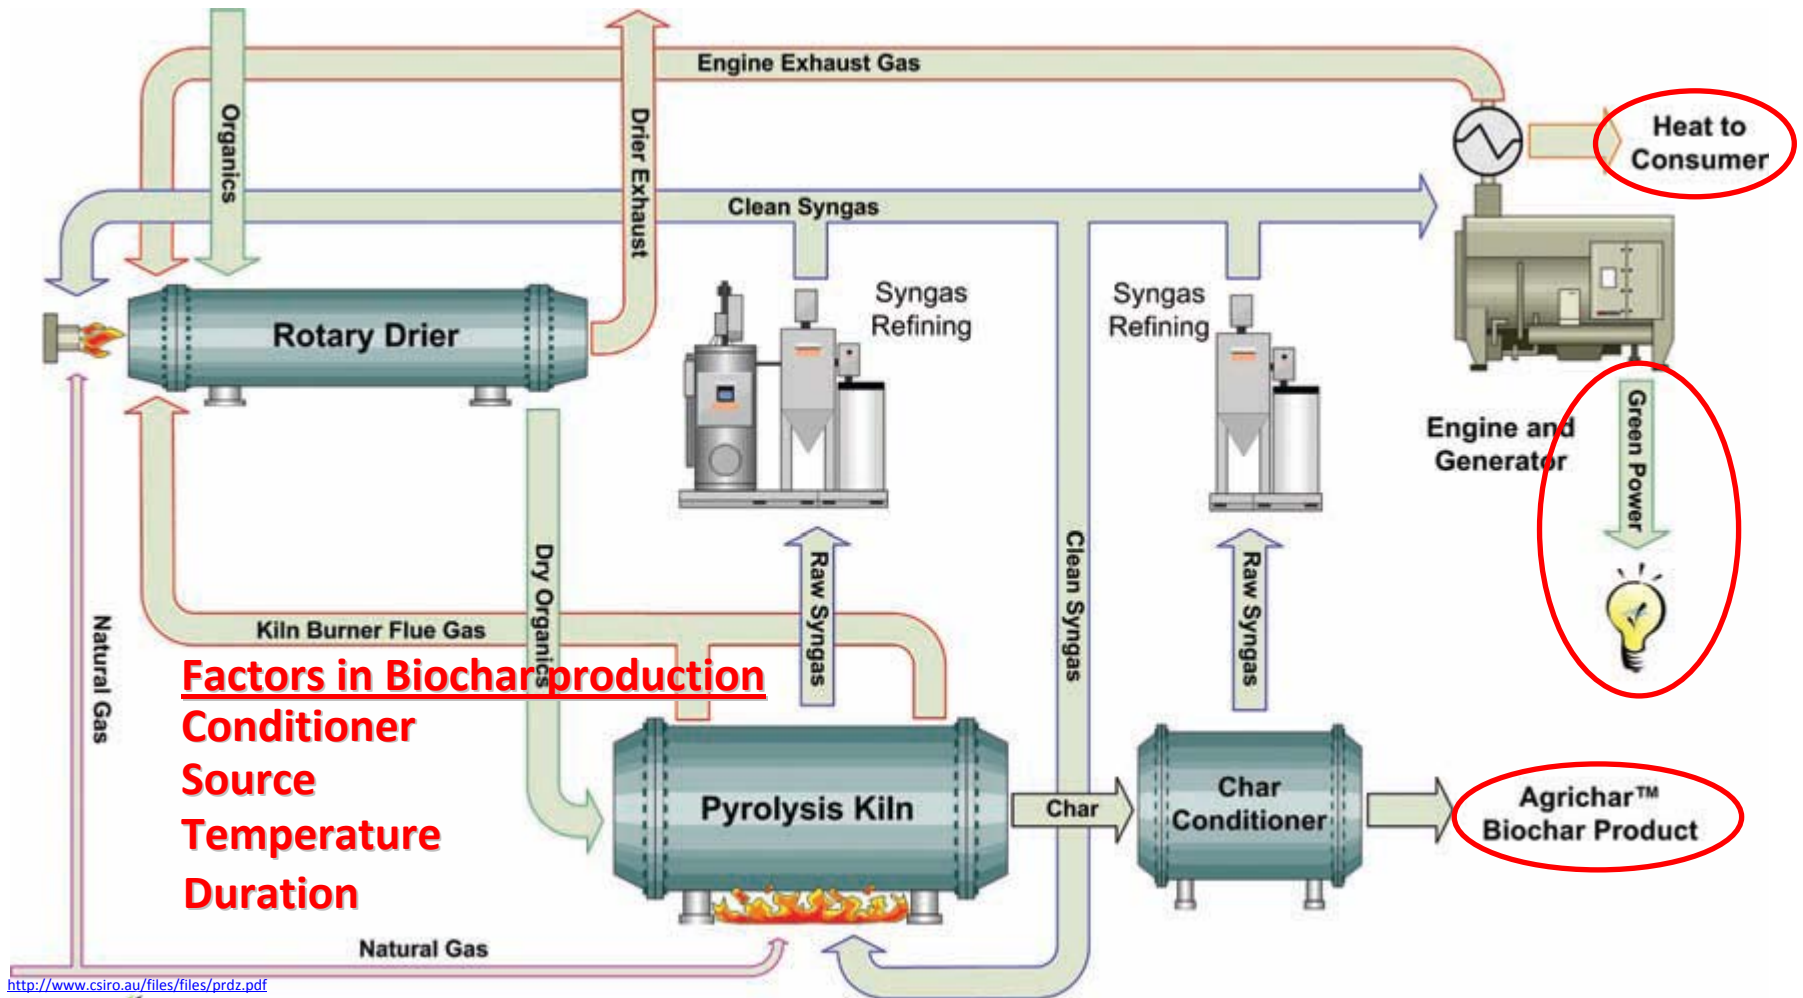 Engine Exhaust Gas
Organics
Drier Exhaust
Heat to
Consumer
Clean Syngas
Rotary Drier
Syngas
Refining
Syngas
Refining
Engine and
Generator
Green Power
Dry Organics
Raw Syngas
Clean Syngas
Raw Syngas
Natural Gas
Kiln Burner Flue Gas
Factors in Biochar production
Conditioner
Source
Temperature
Duration
Pyrolysis Kiln
Char
Char
Conditioner
Agrichar™
Biochar Product
Natural Gas
http://www.csiro.au/files/files/prdz.pdf